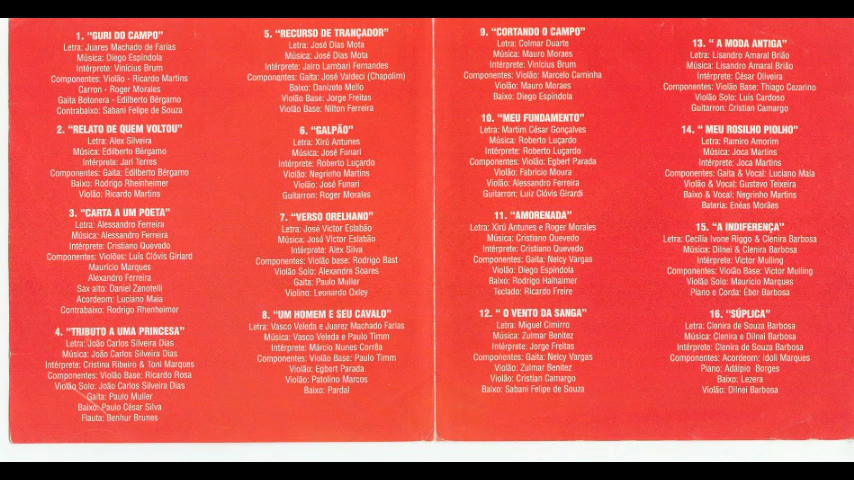 1. "GURI DO CAMPO"
Letra: Juares Machado de Farias
Música: Diego Espíndola
Intérprete: Vinícius Brum
Componentes: Violão - Ricardo Martins
Carron - Roger Morales
Gaita Botonera - Edilberto Bérgamo
Contrabaixo: Sabani Felipe de Souza
2. "RELATO DE QUEM VOLTOU"
Letra: Alex Silveira
Música: Edilberto Bérgamo
Intérprete: Jari Terres
Componentes: Gaita: Edilberto Bérgamo
Baixo: Rodrigo Rheinheimer
Violão: Ricardo Martins
3. "CARTA A UM POETA"
Letra: Alessandro Ferreira
Música: Alessandro Ferreira
Intérprete: Cristiano Quevedo
Componentes: Violões: Luís Clóvis Giriard
Maurício Marques
Alexandro Ferreira
Sax alto: Daniel Zanotelli
Acordeom: Luciano Maia
Contrabaixo: Rodrigo Rhenheimer
4. "TRIBUTO A UMA PRINCESA"
Letra: João Carlos Silveira Dias
Música: João Carlos Silveira Dias
Intérprete: Cristina Ribeiro & Toni Marques
Componentes: Violão Base: Ricardo Rosa
Violão Solo: João Carlos Silveira Dias
Gaita: Paulo Muller
Baixo: Paulo César Silva
Flauta: Benhur Brunes
5. "RECURSO DE TRANÇADOR"
Letra: José Dias Mota
Música: José Dias Mota
Intérprete: Jairo Lambari Fernandes
Componentes: Gaita: José Valdeci (Chapolim)
Baixo: Danizeto Mello
Violão Base: Jorge Freitas
Violão Base: Nilton Ferreira
6. "GALPÃO"
Letra: Xirú Antunes
Música: José Funari
Intérprete: Roberto Luçardo
Violão: Negrinho Martins
Violão: José Funari
Guitarron: Roger Morales
7. "VERSO ORELHANO"
Letra: José Victor Eslabão
Música: José Victor Eslabão
Intérprete: Alex Silva
Componentes: Violão base: Rodrigo Bast
Violão Solo: Alexandre Soares
Gaita: Paulo Muller
Violino: Leonardo Oxley
8. "UM HOMEM E SEU CAVALO"
Letra: Vasco Veleda e Juarez Machado Farias
Música: Vasco Veleda e Paulo Timm
Intérprete: Márcio Nunes Corrêa
Componentes: Violão Base: Paulo Timm
Violão: Egbert Parada
Violão: Patolino Marcos
Baixo: Pardal
9. "CORTANDO O CAMPO"
Letra: Colmar Duarte
Música: Mauro Moraes
Intérprete: Vinícius Brum
Componentes: Violão: Marcelo Caminha
Violão: Mauro Moraes
Baixo: Diego Espíndola
10. "MEU FUNDAMENTO"
Letra: Martim César Gonçalves
Música: Roberto Luçardo
Intérprete: Roberto Luçardo
Componentes: Violão: Egbert Parada
Violão: Fabrício Moura
Violão: Alessandro Ferreira
Guitarron: Luiz Clóvis Girardi
11. "AMORENADA"
Letra: Xirú Antunes e Roger Morales
Música: Cristiano Quevedo
Intérprete: Cristiano Quevedo
Componentes: Gaita: Nelcy Vargas
Violão: Diego Espíndola
Baixo: Rodrigo Halhaimer
Teclado: Ricardo Freire
12. " O VENTO DA SANGA"
Letra: Miguel Cimirro
Música: Zulmar Benitez
Intérprete: Jorge Freitas
Componentes: Gaita: Nelcy Vargas
Violão: Zulmar Benitez
Violão: Cristian Camargo
Baixo: Sabani Felipe de Souza
13. " A MODA ANTIGA"
Letra: Lisandro Amaral Brião
Música: Lisandro Amaral Brião
Intérprete: César Oliveira
Componentes: Violão Base: Thiago Cezarino
Violão Solo: Luis Cardoso
Guitarron: Cristian Camargo
14. " MEU ROSILHO PIOLHO"
Letra: Ramiro Amorim
Música: Joca Martins
Intérprete: Joca Martins
Componentes: Gaita & Vocal: Luciano Maia
Violão & Vocal: Gustavo Teixeira
Baixo & Vocal: Negrinho Martins
Bateria: Enéas Morães
15. "A INDIFERENÇA"
Letra: Cecília Ivone Riggo & Clenira Barbosa
Música: Dilnei & Clenira Barbosa
Intérprete: Victor Mulling
Componentes: Violão Base: Victor Mulling
Violão Solo: Maurício Marques
Piano e Corda: Éber Barbosa
16. "SÚPLICA"
Letra: Clenira de Souza Barbosa
Música: Clenira e Dilnei Barbosa
Intérprete: Clenira de Souza Barbosa
Componentes: Acordeom: Idoli Marques
Piano: Adálpio Borges
Baixo: Lezera
Violão: Dilnei Barbosa